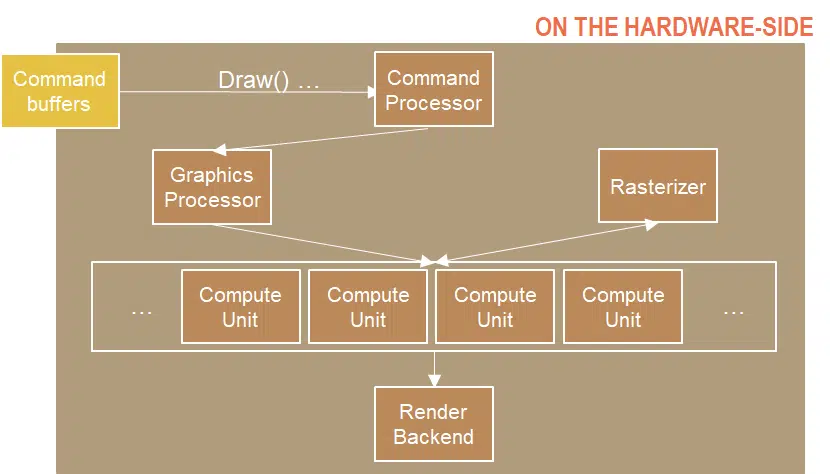 ON THE HARDWARE-SIDE
Command
buffers
Draw() ...
Command
Processor
Graphics
Processor
Rasterizer
...
Compute
Unit
Compute
Unit
Compute
Unit
Compute
Unit
...
Render
Backend